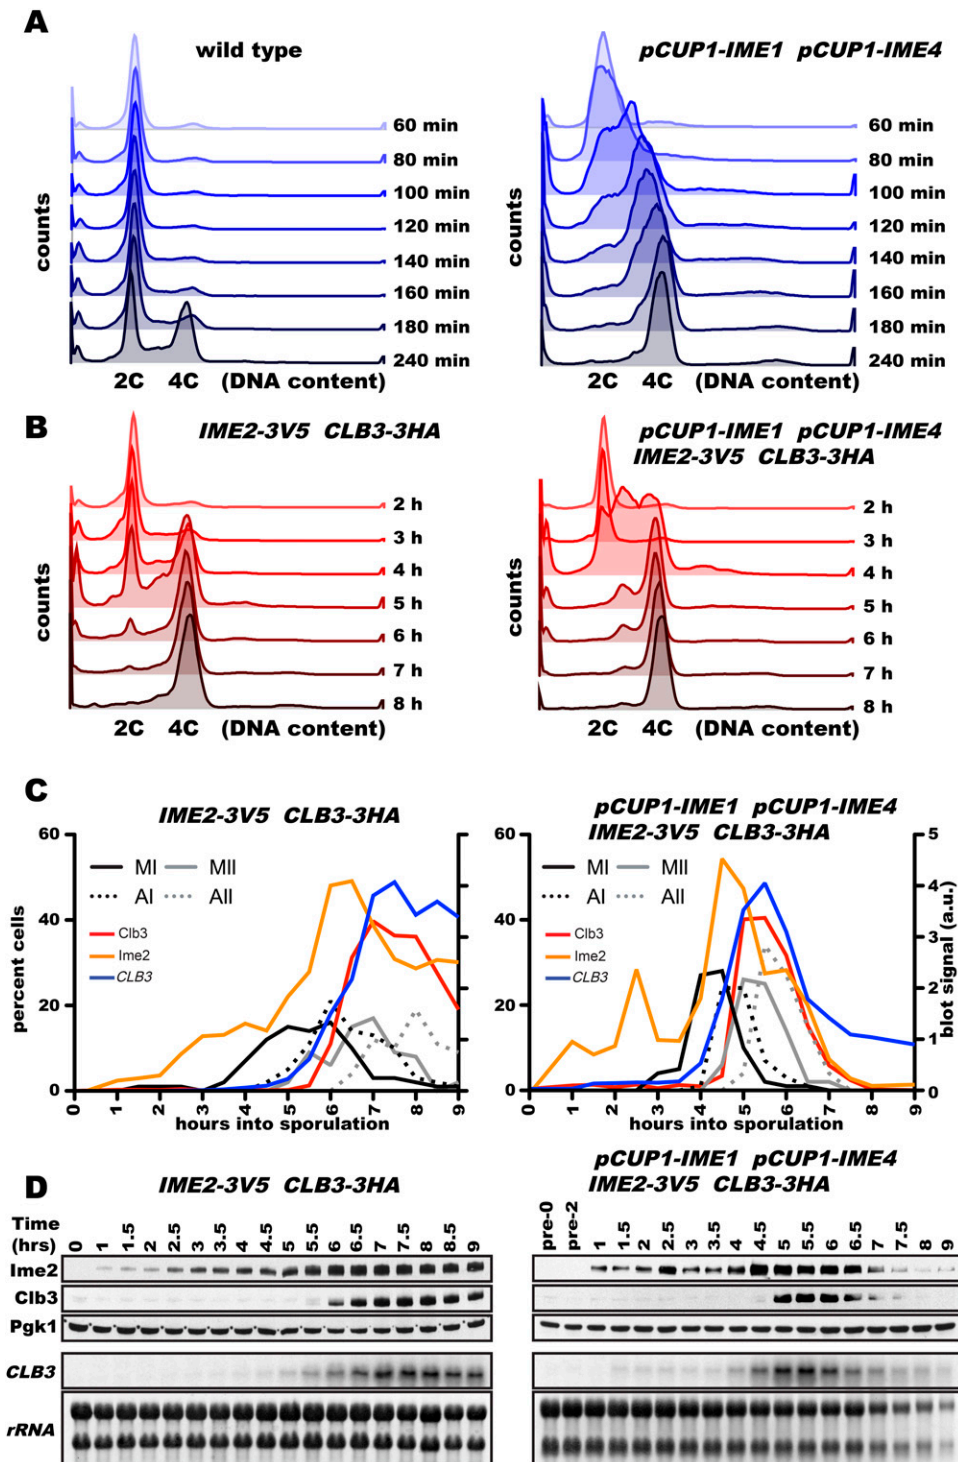 A
wild type
pCUP1-IME1 pCUP1-IME4
counts
60 min
80 min
100 min
120 min
140 min
160 min
180 min
240 min
2C 4C (DNA content)
counts
60 min
80 min
100 min
120 min
140 min
160 min
180 min
240 min
2C 4C (DNA content)
B
IME2-3V5 CLB3-3HA
pCUP1-IME1 pCUP1-IME4
IME2-3V5 CLB3-3HA
counts
2 h
3 h
4 h
5 h
6 h
7 h
8 h
2C 4C (DNA content)
counts
2 h
3 h
4 h
5 h
6 h
7 h
8 h
2C 4C (DNA content)
C
IME2-3V5 CLB3-3HA
pCUP1-IME1 pCUP1-IME4
IME2-3V5 CLB3-3HA
percent cells
60
40
20
0
MI MII
AI AII
Clb3
Ime2
CLB3
0 1 2 3 4 5 6 7 8 9
hours into sporulation
60
40
20
0
MI MII
AI AII
Clb3
Ime2
CLB3
5
4
3
2
1
0
blot signal (a.u.)
0 1 2 3 4 5 6 7 8 9
hours into sporulation
D
IME2-3V5 CLB3-3HA
pCUP1-IME1 pCUP1-IME4
IME2-3V5 CLB3-3HA
Time
(hrs)
0 1 1.5 2 2.5 3 3.5 4 4.5 5 5.5 6 6.5 7 7.5 8 8.5 9
pre-0 pre-2 1 1.5 2 2.5 3 3.5 4 4.5 5 5.5 6 6.5 7 7.5 8 9
Ime2
Clb3
Pgk1
CLB3
rRNA